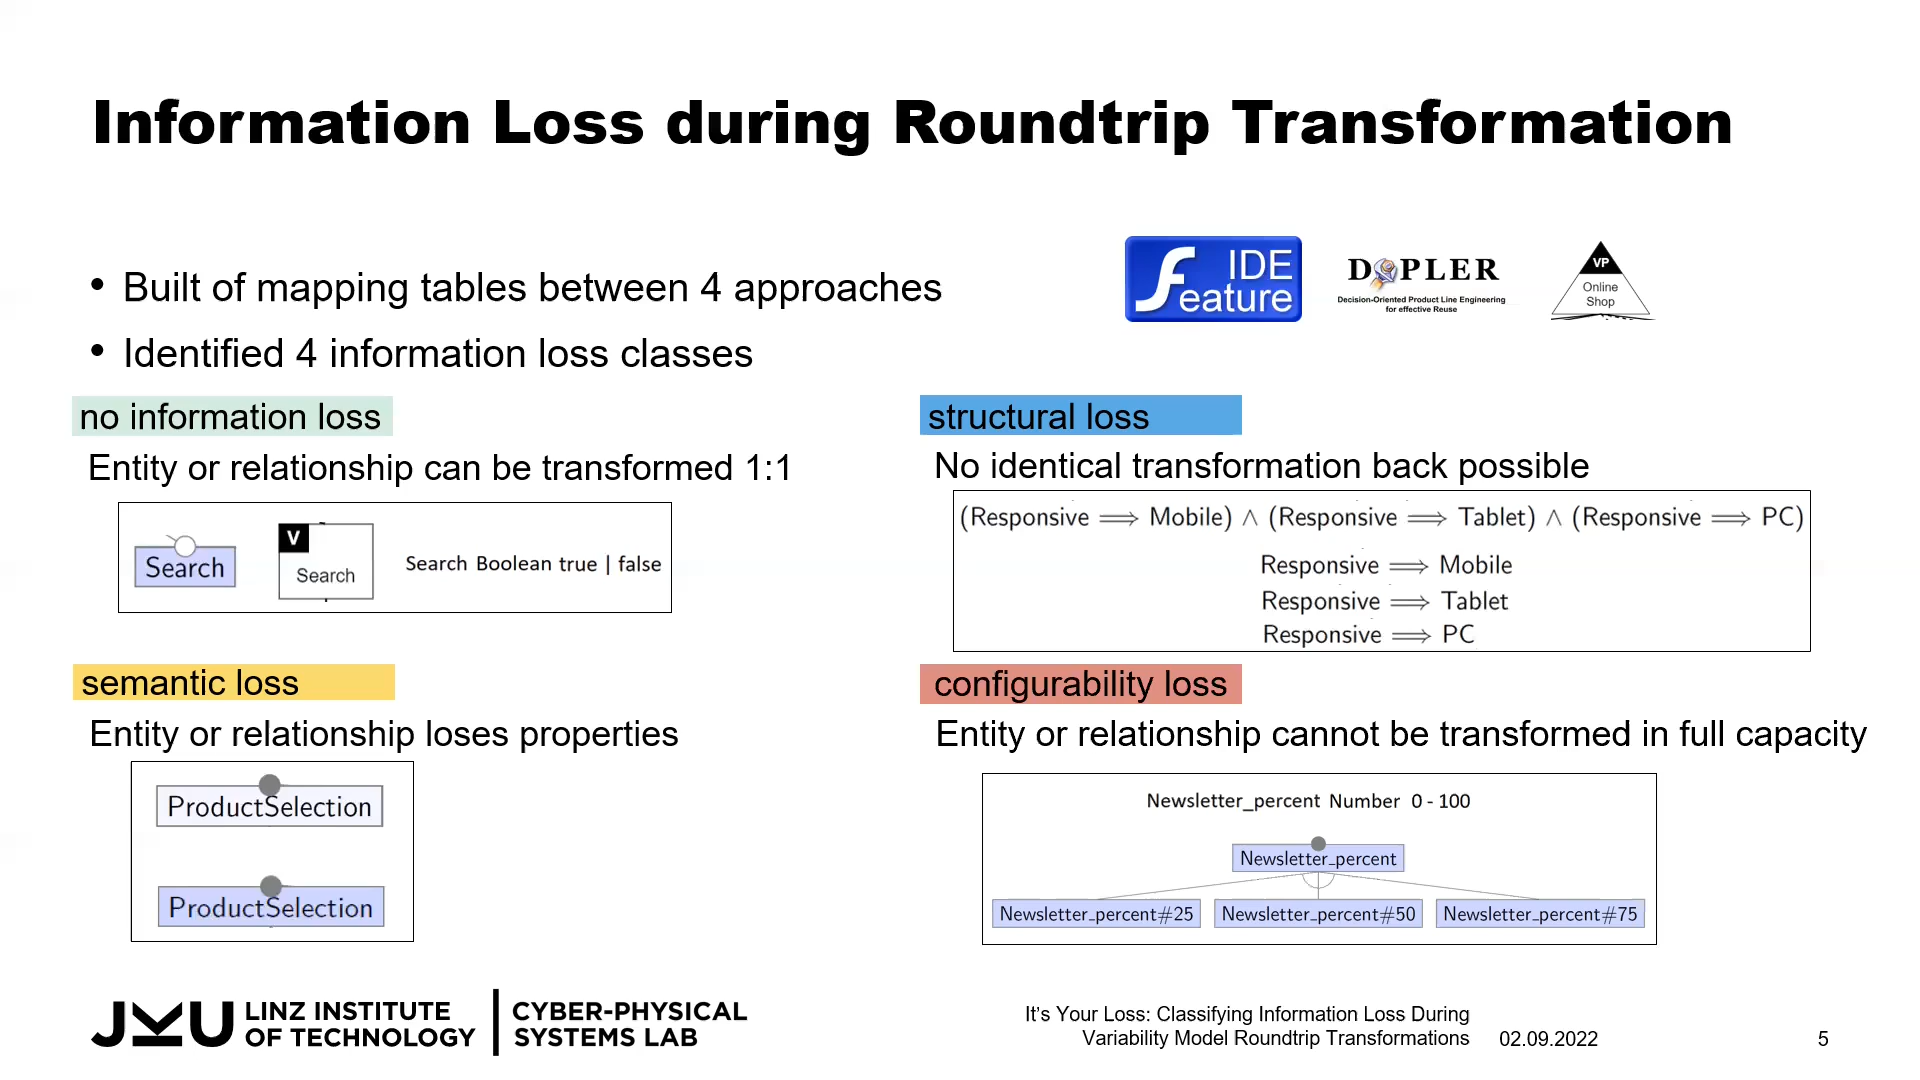 Information Loss during Roundtrip Transformation
• Built of mapping tables between 4 approaches
• Identified 4 information loss classes
IDE
Feature
DOPLER
Decision-Oriented Product Line Engineering
for effective Reuse
VP
Online
Shop
no information loss
Entity or relationship can be transformed 1:1
Search
V
Search
Search Boolean true | false
structural loss
No identical transformation back possible
(Responsive ⟹ Mobile) ∧ (Responsive ⟹ Tablet) ∧ (Responsive ⟹ PC)
Responsive ⟹ Mobile
Responsive ⟹ Tablet
Responsive ⟹ PC
semantic loss
Entity or relationship loses properties
ProductSelection
ProductSelection
configurability loss
Entity or relationship cannot be transformed in full capacity
Newsletter_percent Number 0 - 100
Newsletter_percent
Newsletter_percent#25 Newsletter_percent#50 Newsletter_percent#75
JKU
LINZ INSTITUTE
OF TECHNOLOGY
CYBER-PHYSICAL
SYSTEMS LAB
It's Your Loss: Classifying Information Loss During
Variability Model Roundtrip Transformations
02.09.2022
5